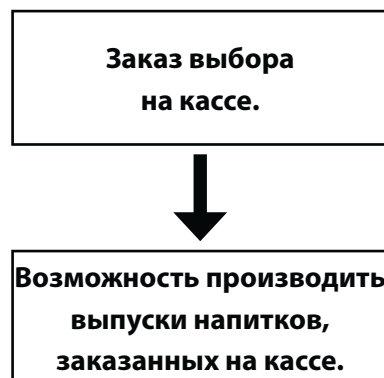 Заказ выбора
на кассе.
Возможность производить
выпуски напитков,
заказанных на кассе.